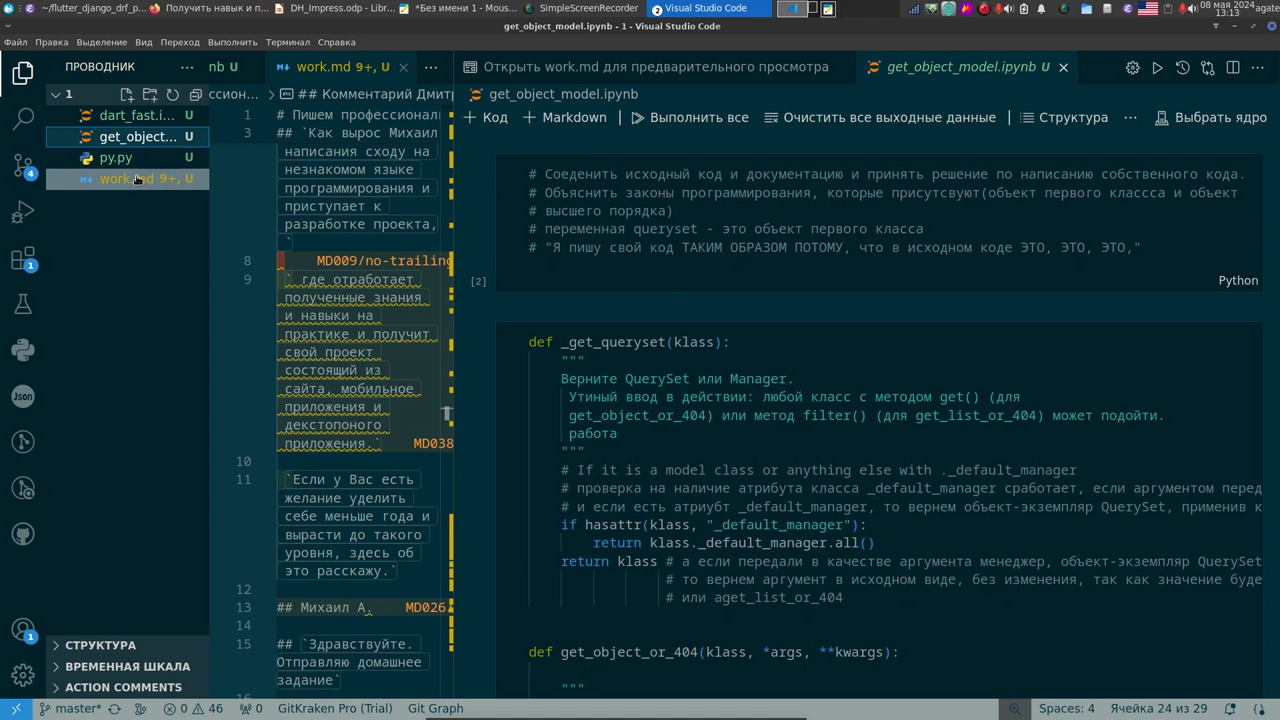 ~/flutter_django_drf_p...
Получить навык и п...
DH_Impress.odp - L...
*Без имени 1 - Mous...
SimpleScreenRecorder
Visual Studio Code
08 мая 2024
13:13
agate
get_object_model.ipynb - 1 - Visual Studio Code
Файл Правка Выделение Вид Переход Выполнить Терминал Справка
ПРОВОДНИК
nb U
work.md 9+, U
Открыть work.md для предварительного просмотра
get_object_model.ipynb U
1
dart_fast.i... U
get_object... U
py.py U
work.md 9+, U
ссион...
## Комментарий Дмит
1 # Пишем профессионал
3 ## `Как вырос Михаил
написания сходу на
незнакомом языке
программирования и
приступает к
разработке проекта,
`
8 MD009/no-trailing
9 ` где отработает
полученные знания
и навыки на
практике и получит
свой проект
состоящий из
сайта, мобильное
приложения и
декстопоного
приложения.` MD038
10
11 `Если у Вас есть
желание уделить
себе меньше года и
вырасти до такого
уровня, здесь об
это расскажу.`
12
13 ## Михаил А. MD026/
14
15 ## `Здравствуйте.
Отправляю домашнее
задание`
get_object_model.ipynb
+ Код + Markdown Выполнить все Очистить все выходные данные Структура ... Выбрать ядро
# Соеденить исходный код и документацию и принять решение по написанию собственного кода.
# Объяснить законы программирования, которые присутсвуют(объект первого классса и объект
# высшего порядка)
# переменная queryset - это объект первого класса
# "Я пишу свой код ТАКИМ ОБРАЗОМ ПОТОМУ, что в исходном коде ЭТО, ЭТО, ЭТО,"
[2]
Python
def _get_queryset(klass):
"""
Верните QuerySet или Manager.
Утиный ввод в действии: любой класс с методом get() (для
get_object_or_404) или метод filter() (для get_list_or_404) может подойти.
работа
"""
# If it is a model class or anything else with ._default_manager
# проверка на наличие атрибута класса _default_manager сработает, если аргументом перед
# и если есть атриубт _default_manager, то вернем объект-экземпляр QuerySet, применив к
if hasattr(klass, "_default_manager"):
return klass._default_manager.all()
return klass # а если передали в качестве аргумента менеджер, объект-экземпляр QuerySet
# то вернем аргумент в исходном виде, без изменения, так как значение буде
# или aget_list_or_404
def get_object_or_404(klass, *args, **kwargs):
"""
4
1
Json
1
СТРУКТУРА
ВРЕМЕННАЯ ШКАЛА
ACTION COMMENTS
master* 0 46 0 GitKraken Pro (Trial) Git Graph Spaces: 4 Ячейка 24 из 29